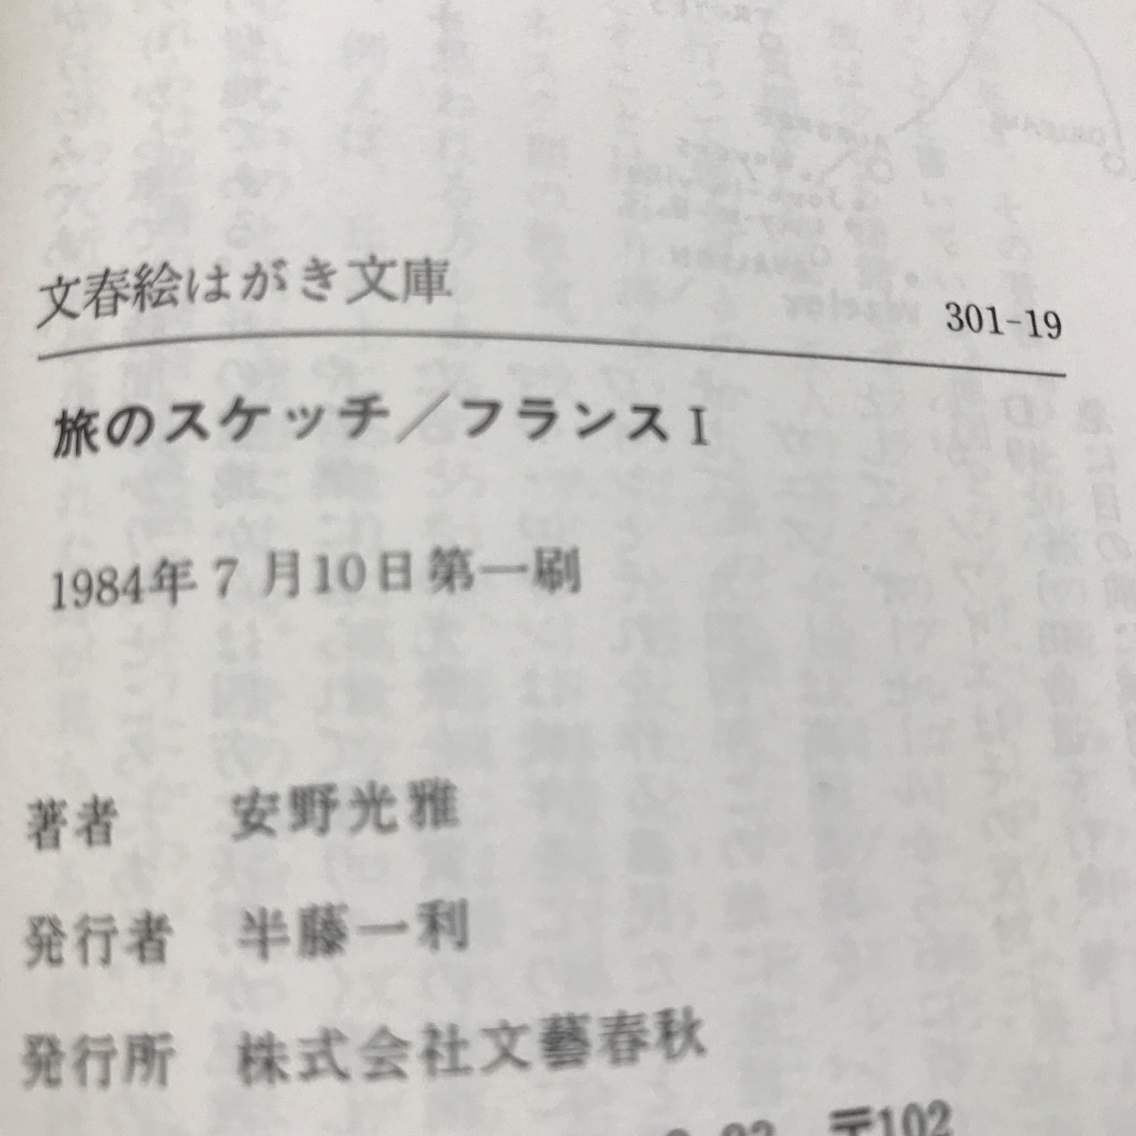 文春絵はがき文庫
301-19
旅のスケッチ／フランスⅠ
1984年7月10日第一刷
著者 安野光雅
発行者 半藤一利
発行所 株式会社文藝春秋
〒102